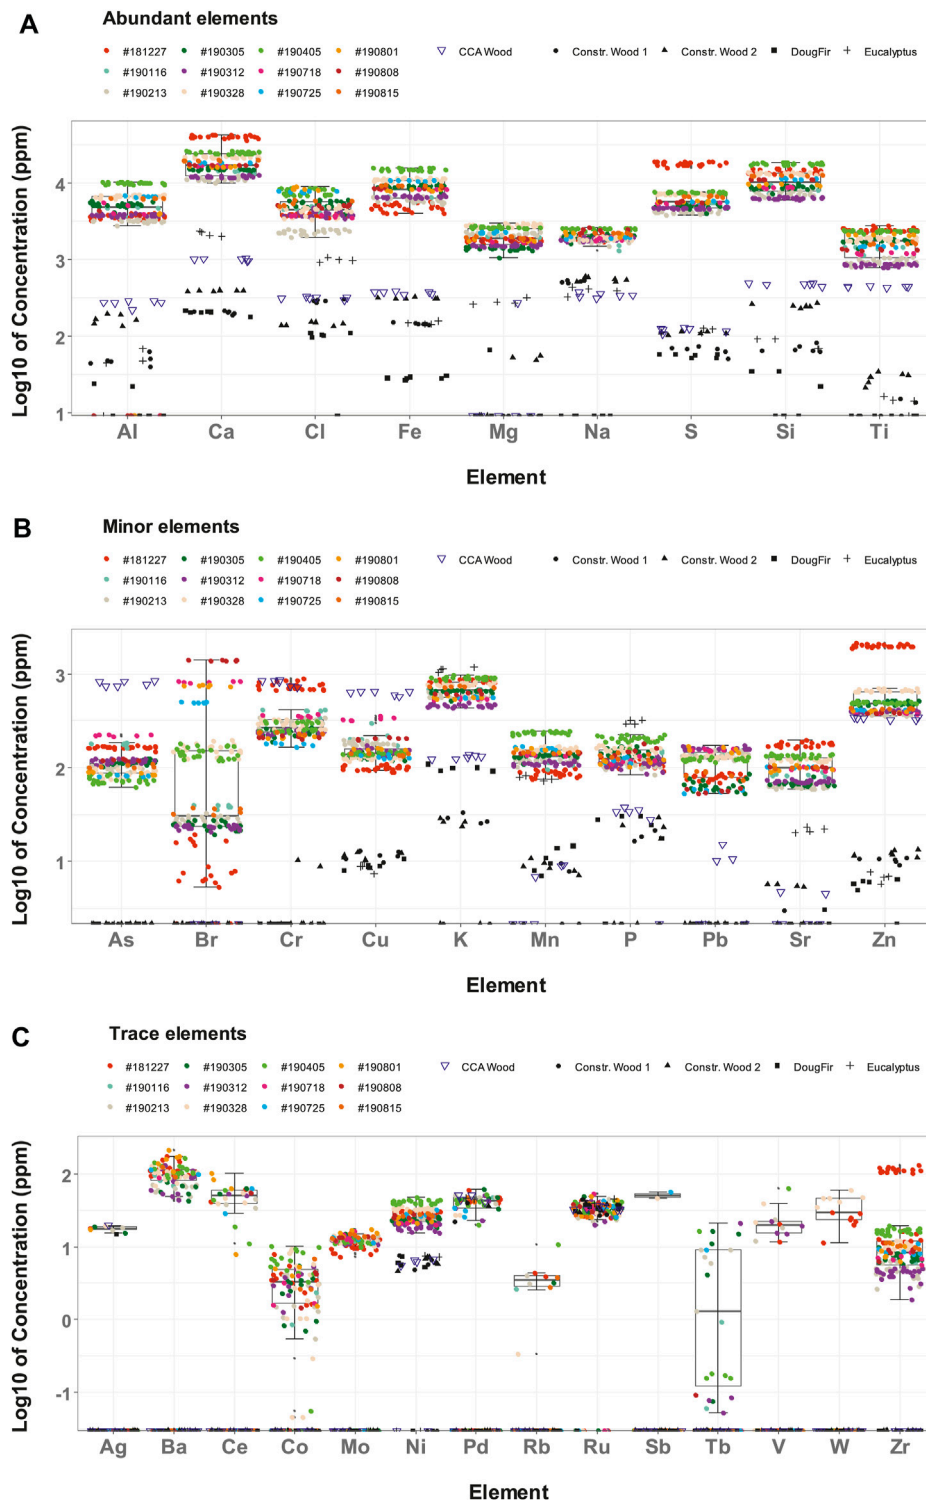 A
Abundant elements
#181227 #190305 #190405 #190801 CCA Wood Constr. Wood 1 Constr. Wood 2 DougFir Eucalyptus
#190116 #190312 #190718 #190808
#190213 #190328 #190725 #190815
Log10 of Concentration (ppm)
4
3
2
1
Al Ca Cl Fe Mg Na S Si Ti
Element
B
Minor elements
#181227 #190305 #190405 #190801 CCA Wood Constr. Wood 1 Constr. Wood 2 DougFir Eucalyptus
#190116 #190312 #190718 #190808
#190213 #190328 #190725 #190815
Log10 of Concentration (ppm)
3
2
1
As Br Cr Cu K Mn P Pb Sr Zn
Element
C
Trace elements
#181227 #190305 #190405 #190801 CCA Wood Constr. Wood 1 Constr. Wood 2 DougFir Eucalyptus
#190116 #190312 #190718 #190808
#190213 #190328 #190725 #190815
Log10 of Concentration (ppm)
2
1
0
-1
Ag Ba Ce Co Mo Ni Pd Rb Ru Sb Tb V W Zr
Element